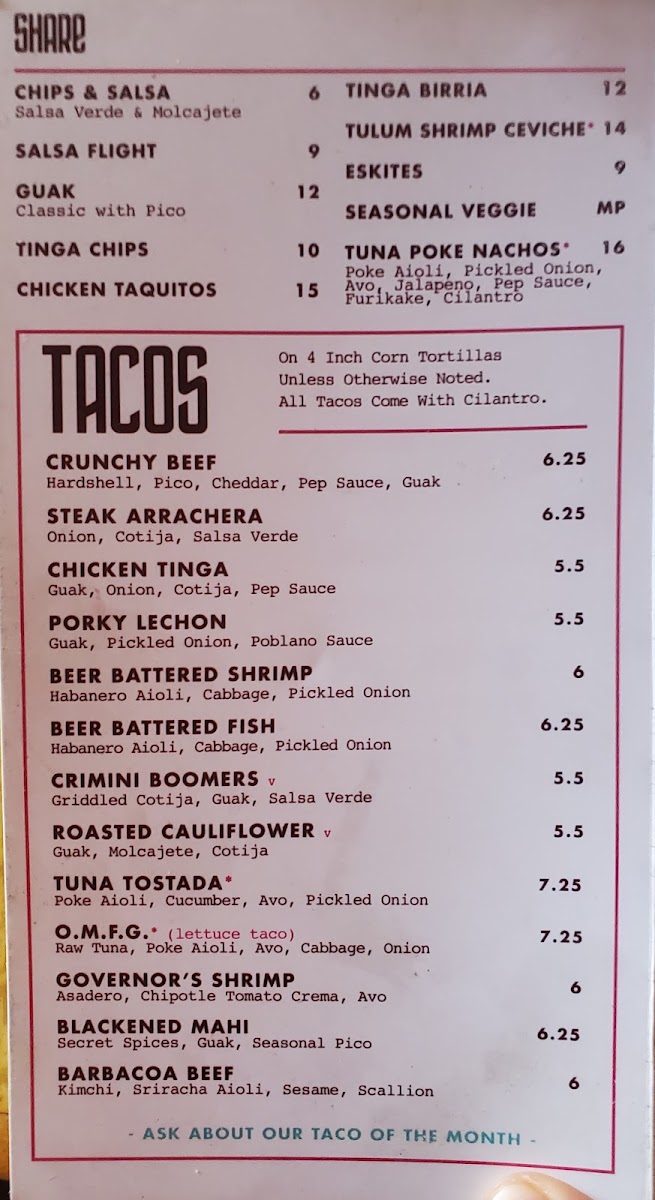 SHARE
CHIPS & SALSA 6
Salsa Verde & Molcajete
SALSA FLIGHT 9
GUAK 12
Classic with Pico
TINGA CHIPS 10
CHICKEN TAQUITOS 15
TINGA BIRRIA 12
TULUM SHRIMP CEVICHE* 14
ESKITES 9
SEASONAL VEGGIE MP
TUNA POKE NACHOS* 16
Poke Aioli, Pickled Onion,
Avo, Jalapeno, Pep Sauce,
Furikake, Cilantro
TACOS
On 4 Inch Corn Tortillas
Unless Otherwise Noted.
All Tacos Come With Cilantro.
CRUNCHY BEEF 6.25
Hardshell, Pico, Cheddar, Pep Sauce, Guak
STEAK ARRACHERA 6.25
Onion, Cotija, Salsa Verde
CHICKEN TINGA 5.5
Guak, Onion, Cotija, Pep Sauce
PORKY LECHON 5.5
Guak, Pickled Onion, Poblano Sauce
BEER BATTERED SHRIMP 6
Habanero Aioli, Cabbage, Pickled Onion
BEER BATTERED FISH 6.25
Habanero Aioli, Cabbage, Pickled Onion
CRIMINI BOOMERS v 5.5
Griddled Cotija, Guak, Salsa Verde
ROASTED CAULIFLOWER v 5.5
Guak, Molcajete, Cotija
TUNA TOSTADA* 7.25
Poke Aioli, Cucumber, Avo, Pickled Onion
O.M.F.G.* (lettuce taco) 7.25
Raw Tuna, Poke Aioli, Avo, Cabbage, Onion
GOVERNOR'S SHRIMP 6
Asadero, Chipotle Tomato Crema, Avo
BLACKENED MAHI 6.25
Secret Spices, Guak, Seasonal Pico
BARBACOA BEEF 6
Kimchi, Sriracha Aioli, Sesame, Scallion
- ASK ABOUT OUR TACO OF THE MONTH -